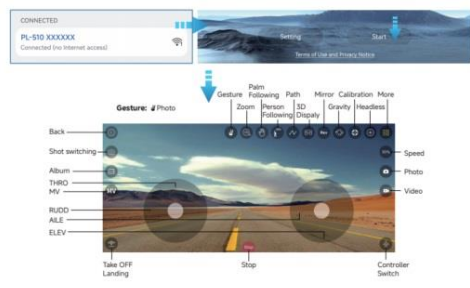 CONNECTED
PL-510 XXXXXX
Connected (no Internet access)
Setting
Start
Terms of Use and Privacy Notice
Gesture: Photo
Gesture
Zoom
Palm Following
Person Following
Path
3D Dispaly
Mirror
Gravity
Calibration
Headless
More
Back
Shot switching
Album
THRO
MV
RUDD
AILE
ELEV
MV
Speed
Photo
Video
Take OFF Landing
Stop
Controller Switch